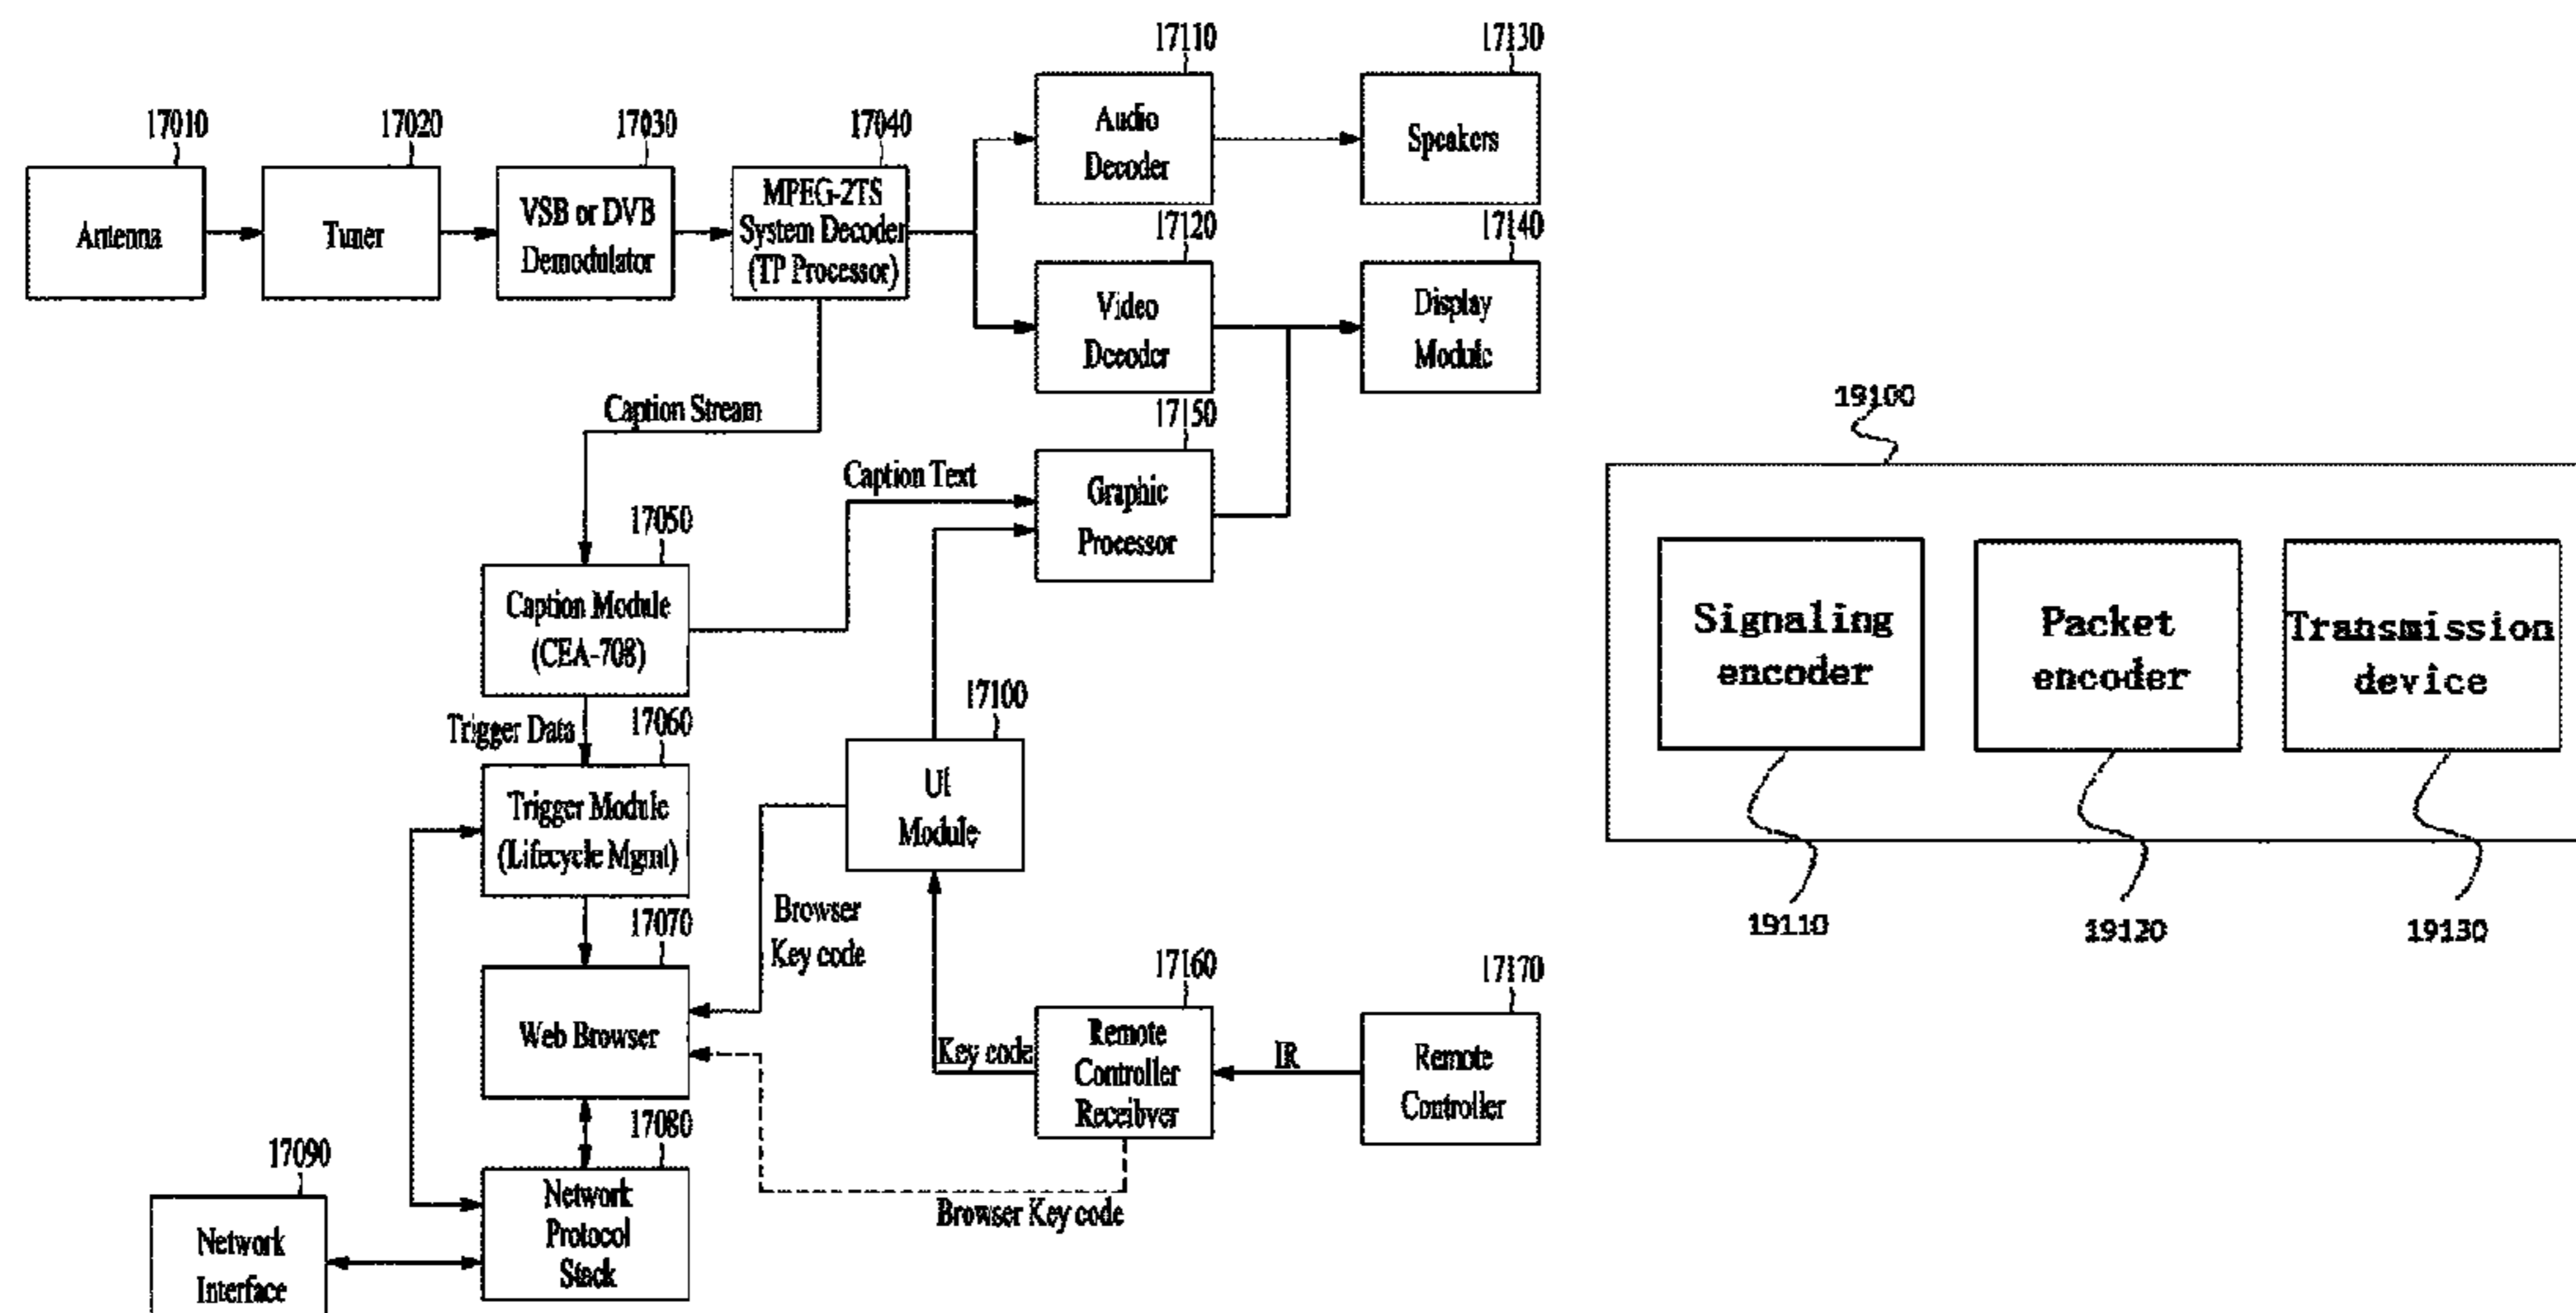 17110
17130
17010
17020
17030
17040
Audio
Decoder
Speakers
Antenna
Tuner
VSB or DVB
Demodulator
MPEG-2TS
System Decoder
(TP Processor)
17120
17140
Video
Decoder
Display
Module
Caption Stream
17150
Caption Text
Graphic
Processor
17050
Caption Module
(CEA-708)
17100
Trigger Data
17060
UI
Module
Trigger Module
(Lifecycle Mgmt)
Browser
Key code
17070
17160
17170
Web Browser
Key code
Remote
Controller
Receibver
IR
Remote
Controller
17080
17090
Network
Protocol
Stack
Browser Key code
Network
Interface
19100
Signaling
encoder
Packet
encoder
Transmission
device
19110
19120
19130